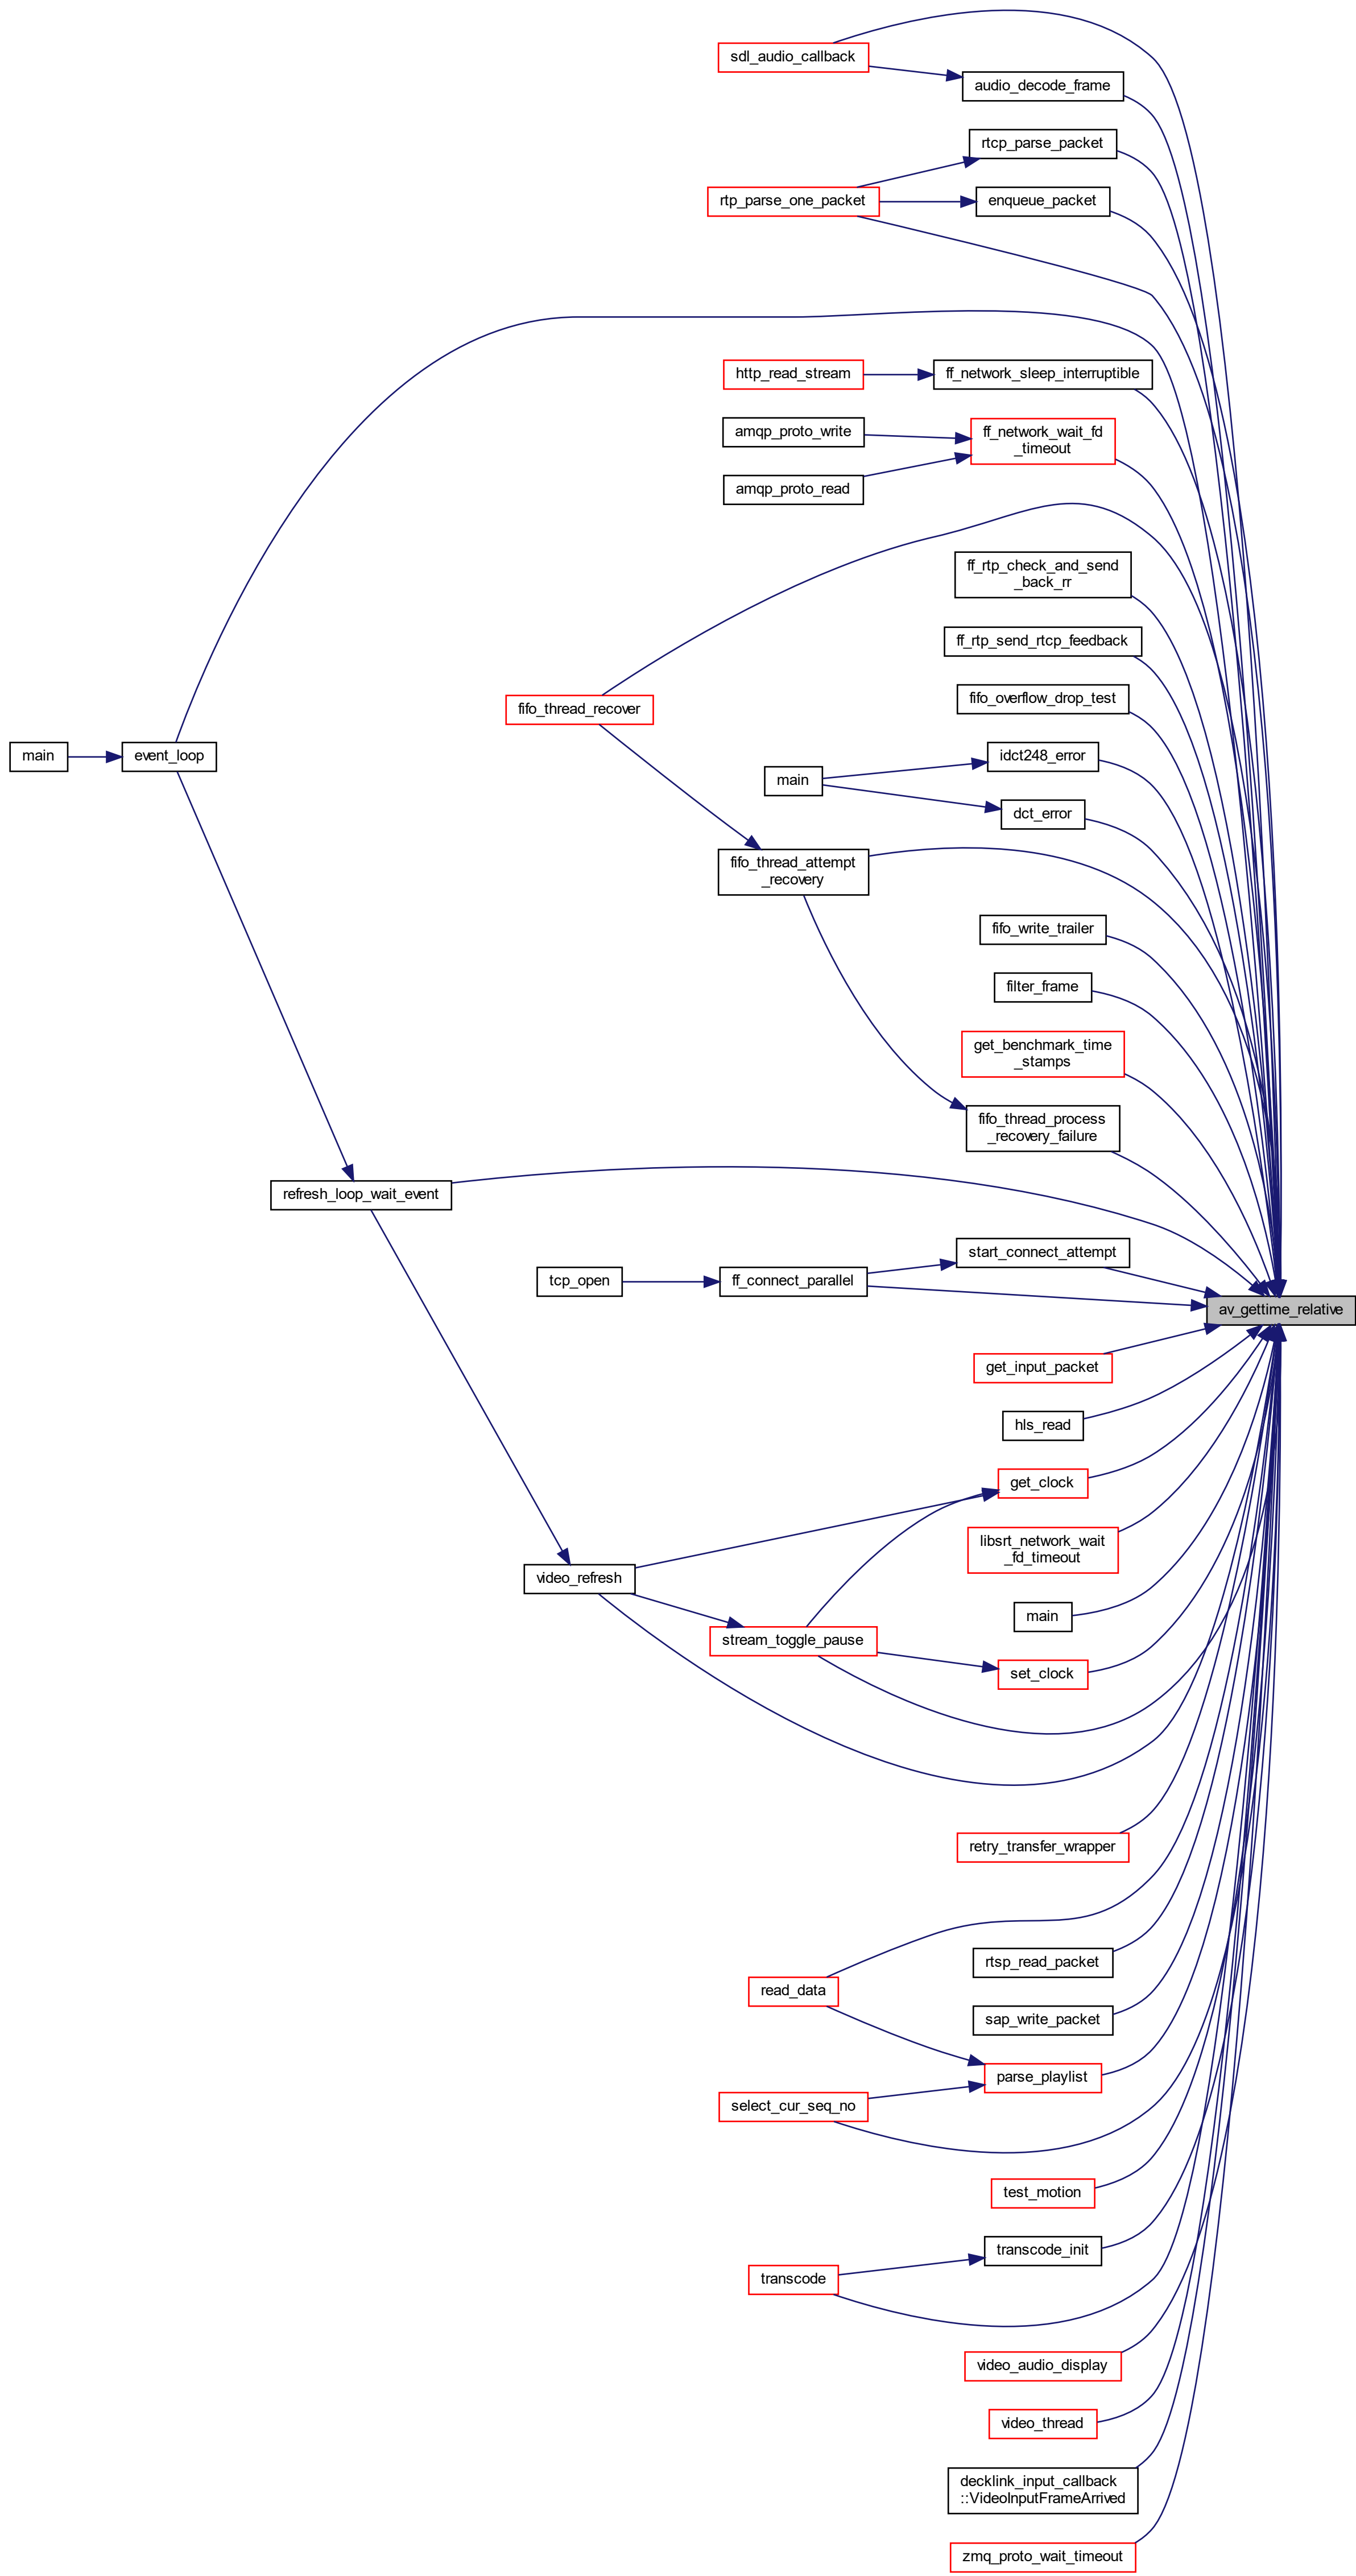 sdl_audio_callback
audio_decode_frame
rtcp_parse_packet
rtp_parse_one_packet
enqueue_packet
http_read_stream
ff_network_sleep_interruptible
amqp_proto_write
ff_network_wait_fd
_timeout
amqp_proto_read
ff_rtp_check_and_send
_back_rr
ff_rtp_send_rtcp_feedback
fifo_overflow_drop_test
fifo_thread_recover
main
event_loop
idct248_error
main
dct_error
fifo_thread_attempt
_recovery
fifo_write_trailer
filter_frame
get_benchmark_time
_stamps
fifo_thread_process
_recovery_failure
refresh_loop_wait_event
start_connect_attempt
tcp_open
ff_connect_parallel
av_gettime_relative
get_input_packet
hls_read
get_clock
libsrt_network_wait
_fd_timeout
video_refresh
main
stream_toggle_pause
set_clock
retry_transfer_wrapper
rtsp_read_packet
read_data
sap_write_packet
parse_playlist
select_cur_seq_no
test_motion
transcode_init
transcode
video_audio_display
video_thread
decklink_input_callback
::VideoInputFrameArrived
zmq_proto_wait_timeout